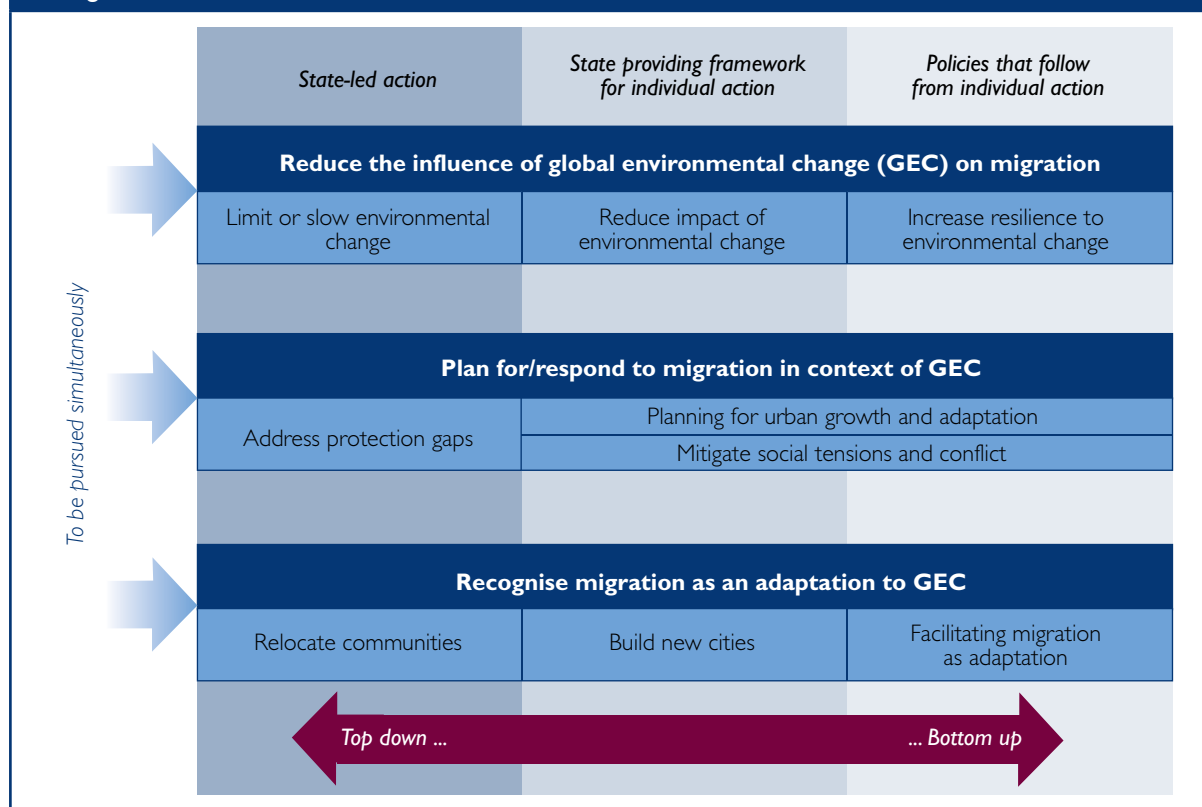 State-led action
State providing framework
for individual action
Policies that follow
from individual action
Reduce the influence of global environmental change (GEC) on migration
Limit or slow environmental
change
Reduce impact of
environmental change
Increase resilience to
environmental change
To be pursued simultaneously
Plan for/respond to migration in context of GEC
Address protection gaps
Planning for urban growth and adaptation
Mitigate social tensions and conflict
Recognise migration as an adaptation to GEC
Relocate communities
Build new cities
Facilitating migration
as adaptation
Top down ...
... Bottom up